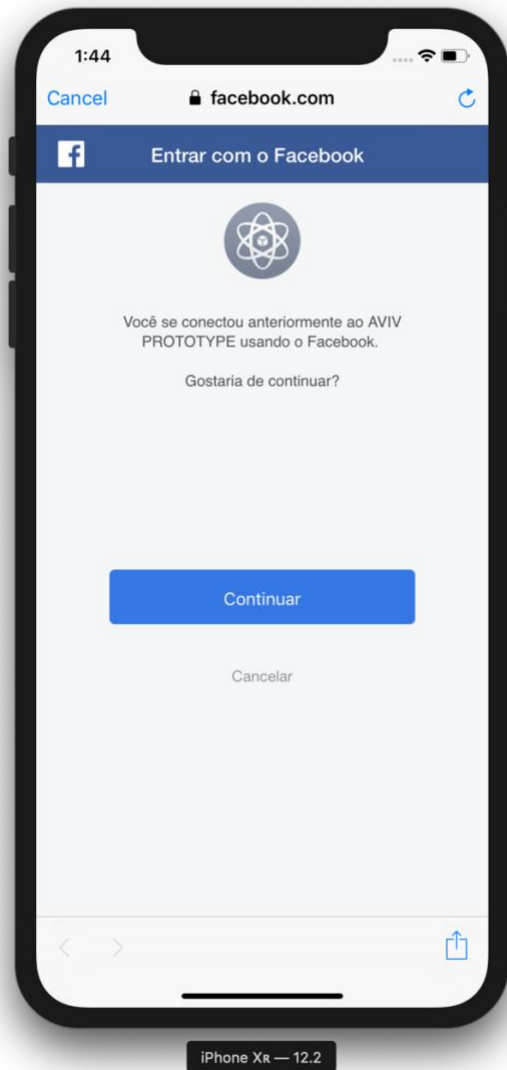 1:44
Cancel facebook.com
f Entrar com o Facebook
Você se conectou anteriormente ao AVIV
PROTOTYPE usando o Facebook.
Gostaria de continuar?
Continuar
Cancelar
iPhone XR — 12.2